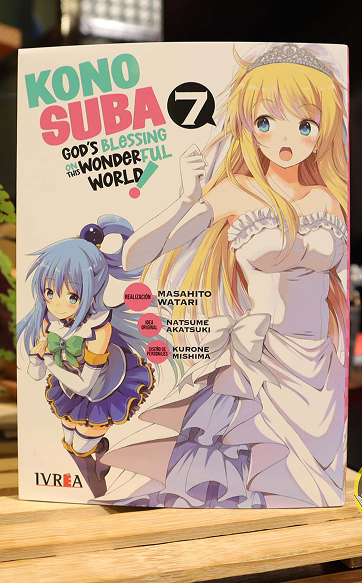 KONO
SUBA
7
GOD'S BLESSING
ON THIS WONDERFUL
WORLD!
REALIZACIÓN
MASAHITO
WATARI
IDEA
ORIGINAL
NATSUME
AKATSUKI
DISEÑO DE
PERSONAJES
KURONE
MISHIMA
IVREA